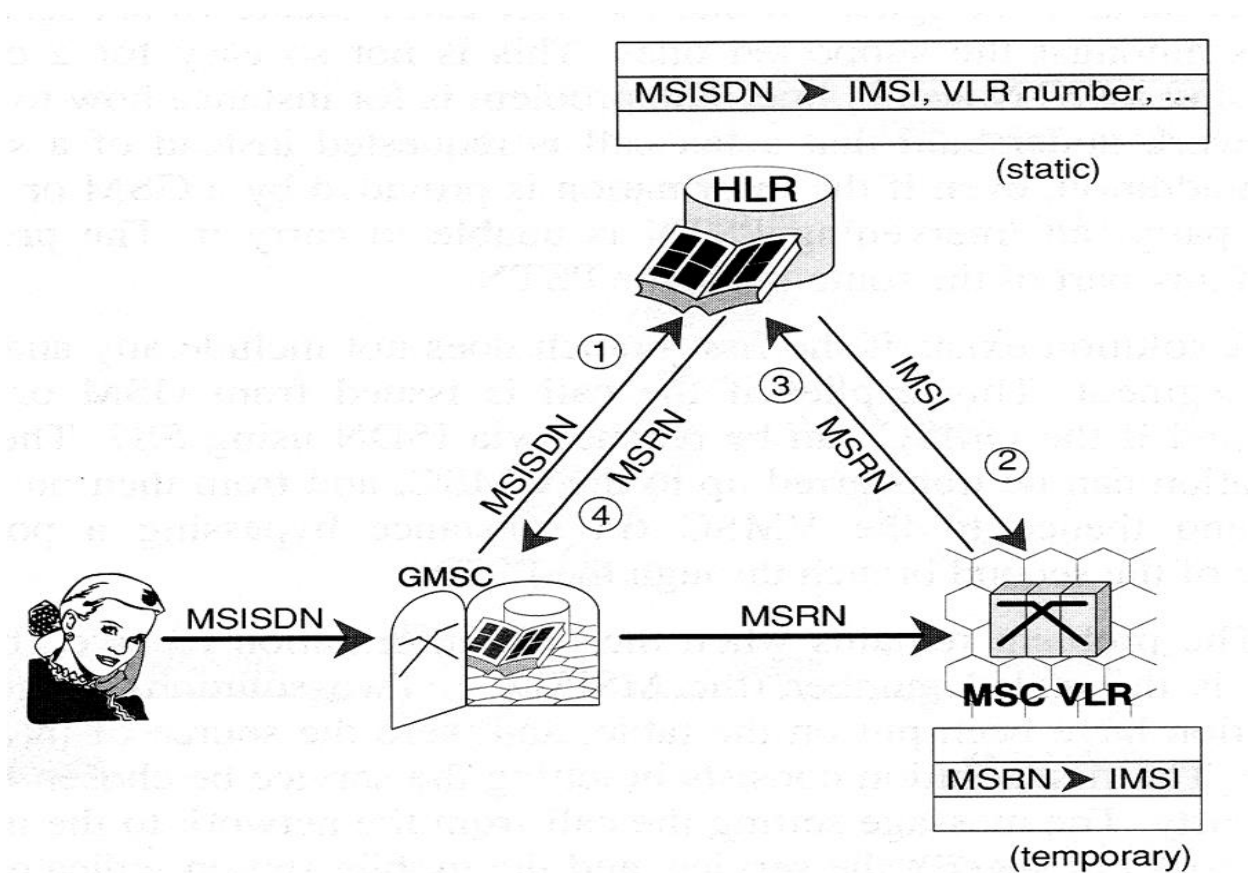 MSISDN ➤ IMSI, VLR number, ...
(static)
HLR
1
3
IMSI
MSISDN
MSRN
MSRN
2
4
GMSC
MSISDN
MSRN
MSC VLR
MSRN ➤ IMSI
(temporary)